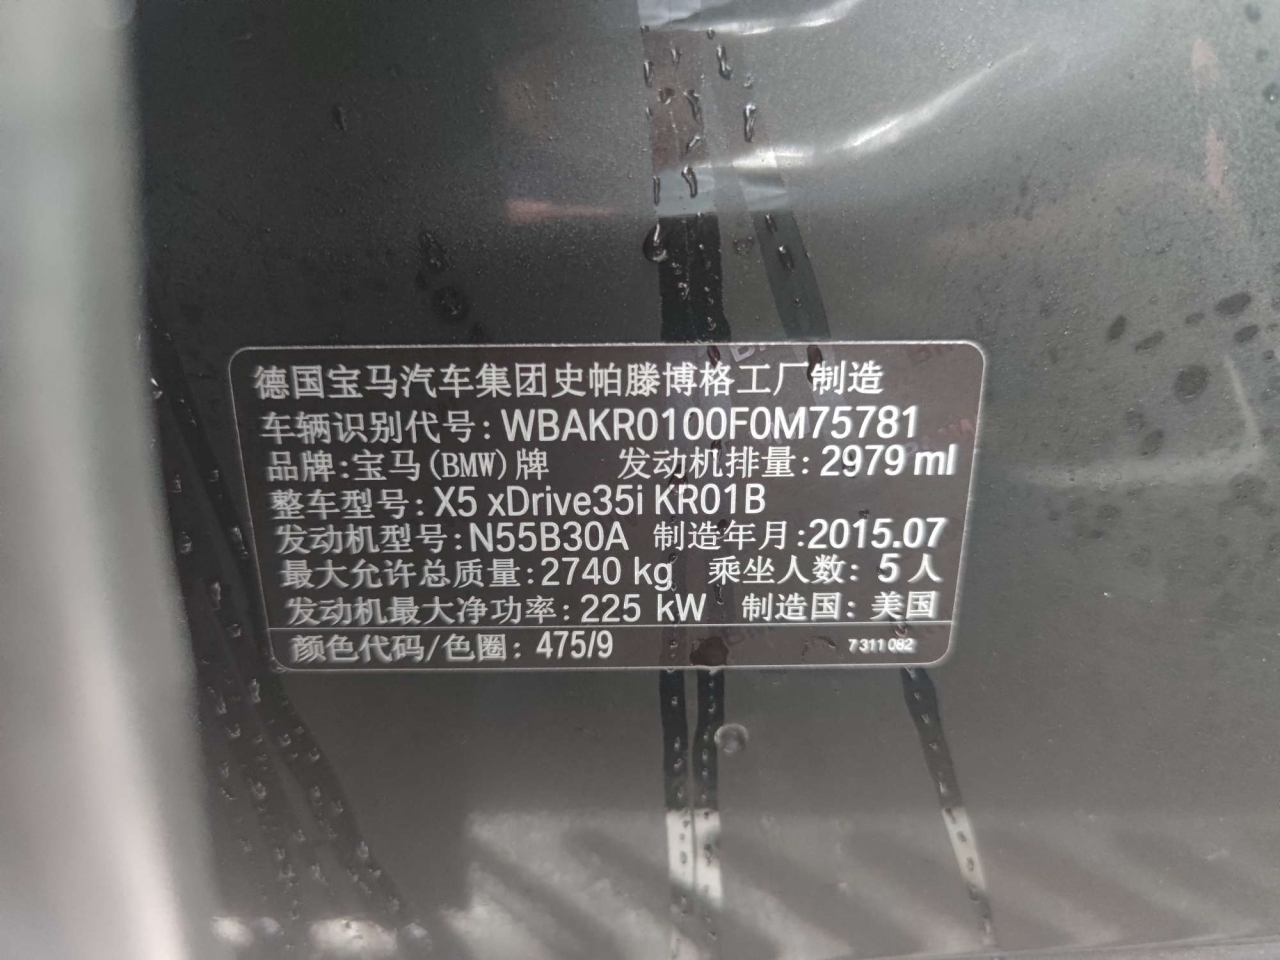 德国宝马汽车集团史帕滕博格工厂制造
车辆识别代号: WBAKR0100F0M75781
品牌:宝马(BMW)牌 发动机排量: 2979 ml
整车型号: X5 xDrive35i KR01B
发动机型号:N55B30A 制造年月:2015.07
最大允许总质量:2740 kg 乘坐人数: 5人
发动机最大净功率: 225 kW 制造国: 美国
颜色代码/色圈: 475/9 7 311 082